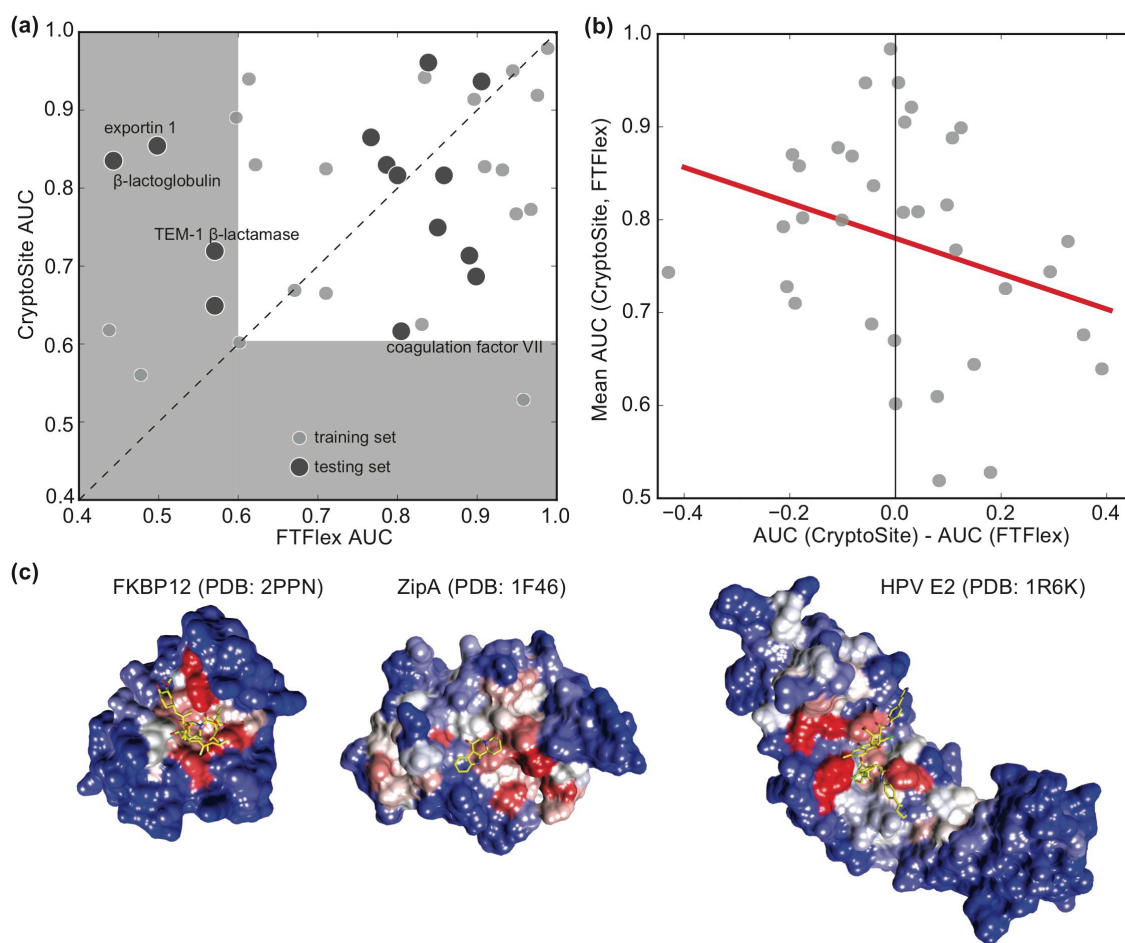 (a)
1.0
0.9
0.8
0.7
0.6
0.5
0.4
CryptoSite AUC
exportin 1
β-lactoglobulin
TEM-1 β-lactamase
coagulation factor VII
training set
testing set
0.4 0.5 0.6 0.7 0.8 0.9 1.0
FTFlex AUC
(b)
1.0
0.9
0.8
0.7
0.6
0.5
Mean AUC (CryptoSite, FTFlex)
−0.4 −0.2 0.0 0.2 0.4
AUC (CryptoSite) - AUC (FTFlex)
(c)
FKBP12 (PDB: 2PPN)
ZipA (PDB: 1F46)
HPV E2 (PDB: 1R6K)